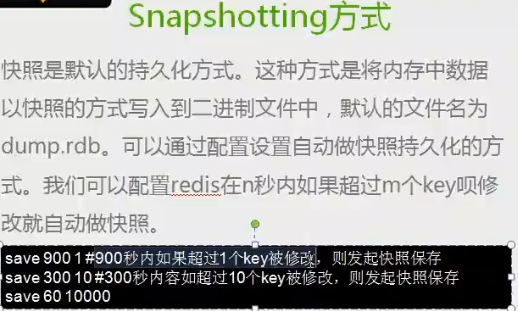 Snapshotting方式
快照是默认的持久化方式。这种方式是将内存中数据
以快照的方式写入到二进制文件中，默认的文件名为
dump.rdb。可以通过配置设置自动做快照持久化的方
式。我们可以配置redis在n秒内如果超过m个key呗修
改就自动做快照。
save 900 1 #900秒内如果超过1个key被修改，则发起快照保存
save 300 10 #300秒内容如超过10个key被修改，则发起快照保存
save 60 10000